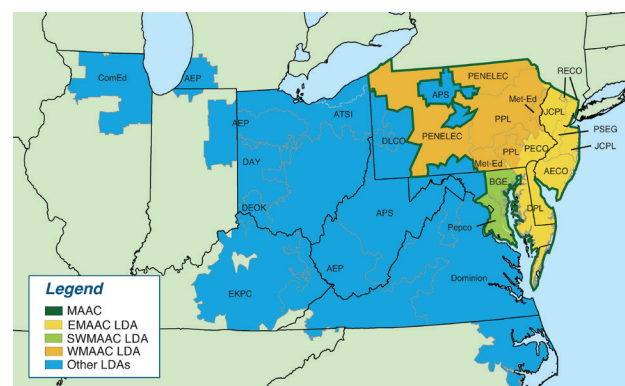 ComEd
AEP
PENELEC
RECO
APS
Met-Ed
JCPL
AEP
ATSI
PPL
PSEG
DLCO
PENELEC
PPL
PECO
JCPL
DAY
Met-Ed
AECO
BGE
DEOK
APS
DPL
Pepco
AEP
Dominion
EKPC
Legend
MAAC
EMAAC LDA
SWMAAC LDA
WMAAC LDA
Other LDAs